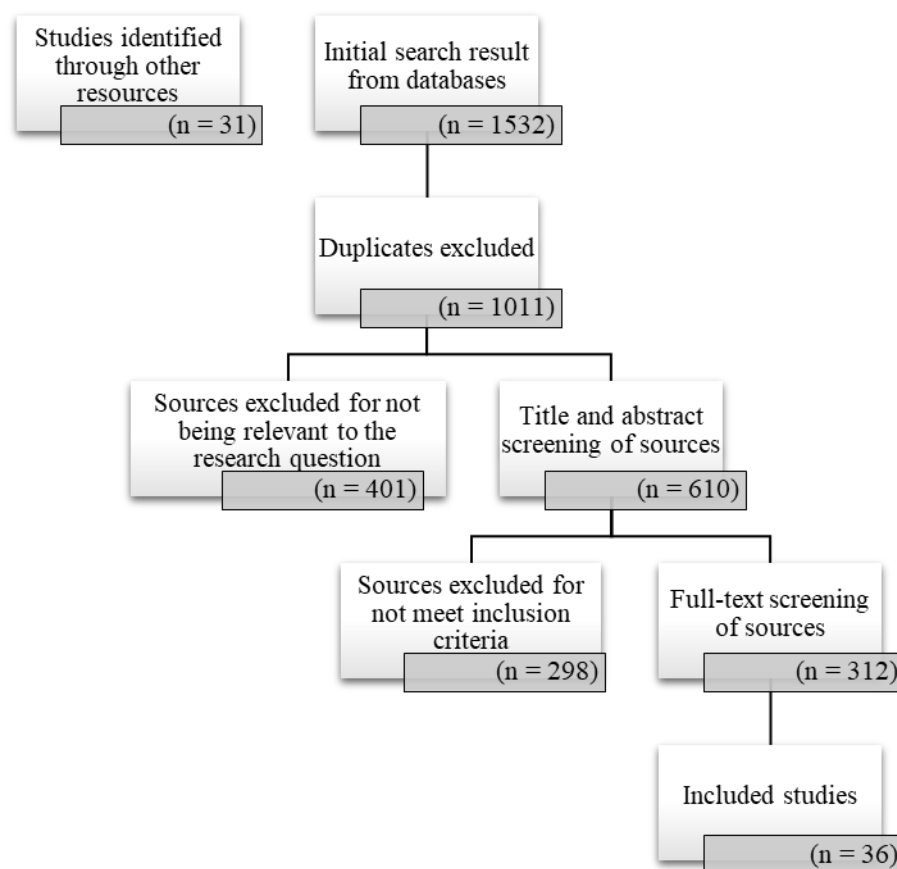 Studies identified
through other
resources
(n = 31)
Initial search result
from databases
(n = 1532)
Duplicates excluded
(n = 1011)
Sources excluded for not
being relevant to the
research question
(n = 401)
Title and abstract
screening of sources
(n = 610)
Sources excluded for
not meet inclusion
criteria
(n = 298)
Full-text screening
of sources
(n = 312)
Included studies
(n = 36)